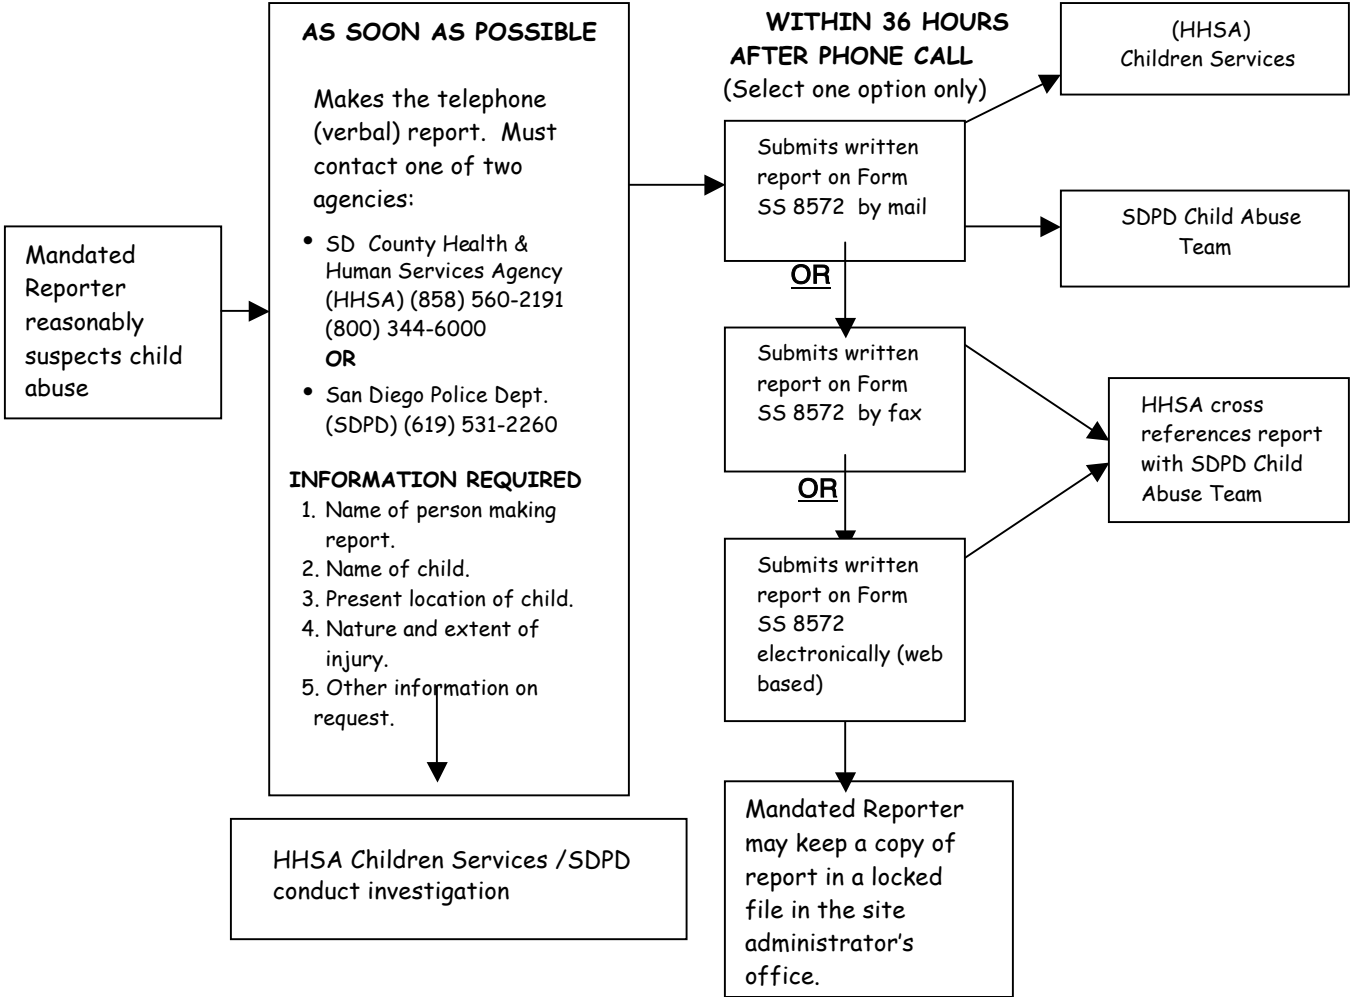 Mandated
Reporter
reasonably
suspects child
abuse
AS SOON AS POSSIBLE
Makes the telephone
(verbal) report. Must
contact one of two
agencies:
• SD County Health &
Human Services Agency
(HHSA) (858) 560-2191
(800) 344-6000
OR
• San Diego Police Dept.
(SDPD) (619) 531-2260
INFORMATION REQUIRED
1. Name of person making
report.
2. Name of child.
3. Present location of child.
4. Nature and extent of
injury.
5. Other information on
request.
HHSA Children Services /SDPD
conduct investigation
WITHIN 36 HOURS
AFTER PHONE CALL
(Select one option only)
Submits written
report on Form
SS 8572 by mail
OR
Submits written
report on Form
SS 8572 by fax
OR
Submits written
report on Form
SS 8572
electronically (web
based)
Mandated Reporter
may keep a copy of
report in a locked
file in the site
administrator's
office.
(HHSA)
Children Services
SDPD Child Abuse
Team
HHSA cross
references report
with SDPD Child
Abuse Team